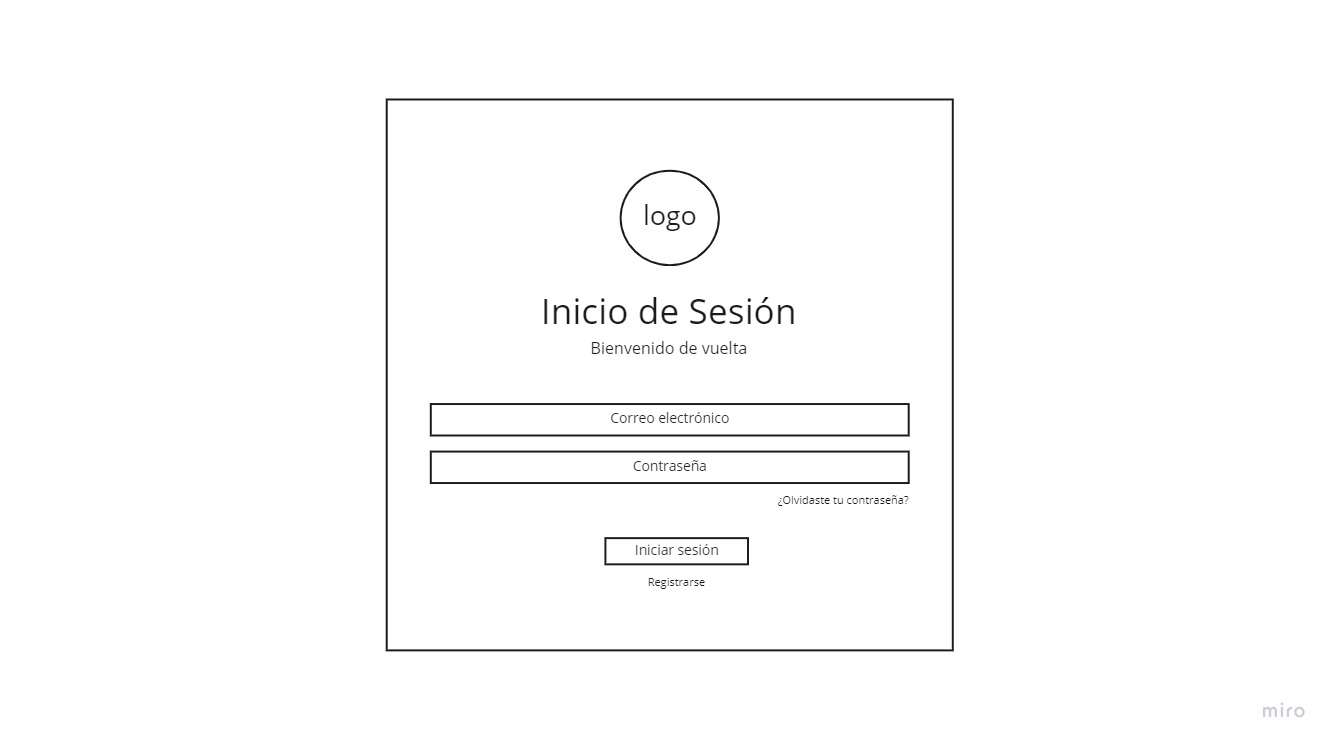 logo
Inicio de Sesión
Bienvenido de vuelta
Correo electrónico
Contraseña
¿Olvidaste tu contraseña?
Iniciar sesión
Registrarse
miro